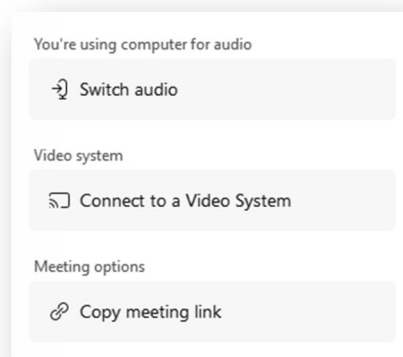 You're using computer for audio
Switch audio
Video system
Connect to a Video System
Meeting options
Copy meeting link